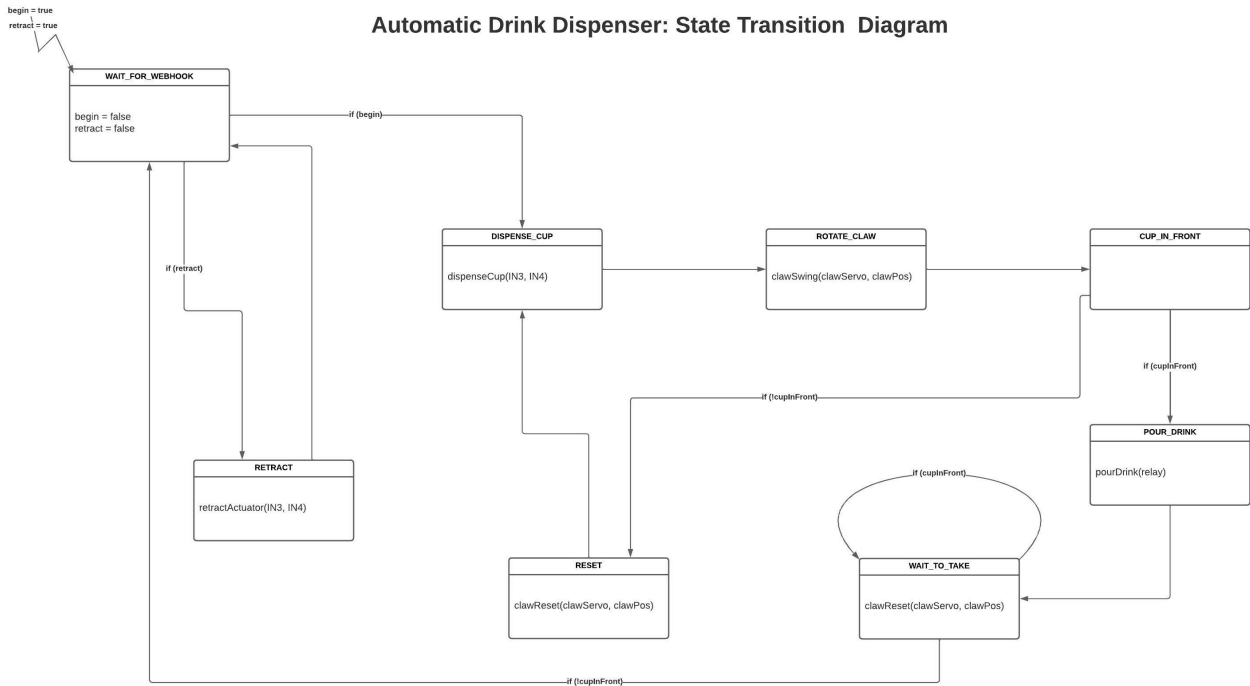 begin = true
retract = true
Automatic Drink Dispenser: State Transition Diagram
WAIT_FOR_WEBHOOK
begin = false
retract = false
if (begin)
DISPENSE_CUP
dispenseCup(IN3, IN4)
ROTATE_CLAW
clawSwing(clawServo, clawPos)
CUP_IN_FRONT
if (retract)
if (cupInFront)
if (!cupInFront)
POUR_DRINK
pourDrink(relay)
RETRACT
retractActuator(IN3, IN4)
if (cupInFront)
RESET
clawReset(clawServo, clawPos)
WAIT_TO_TAKE
clawReset(clawServo, clawPos)
if (!cupInFront)